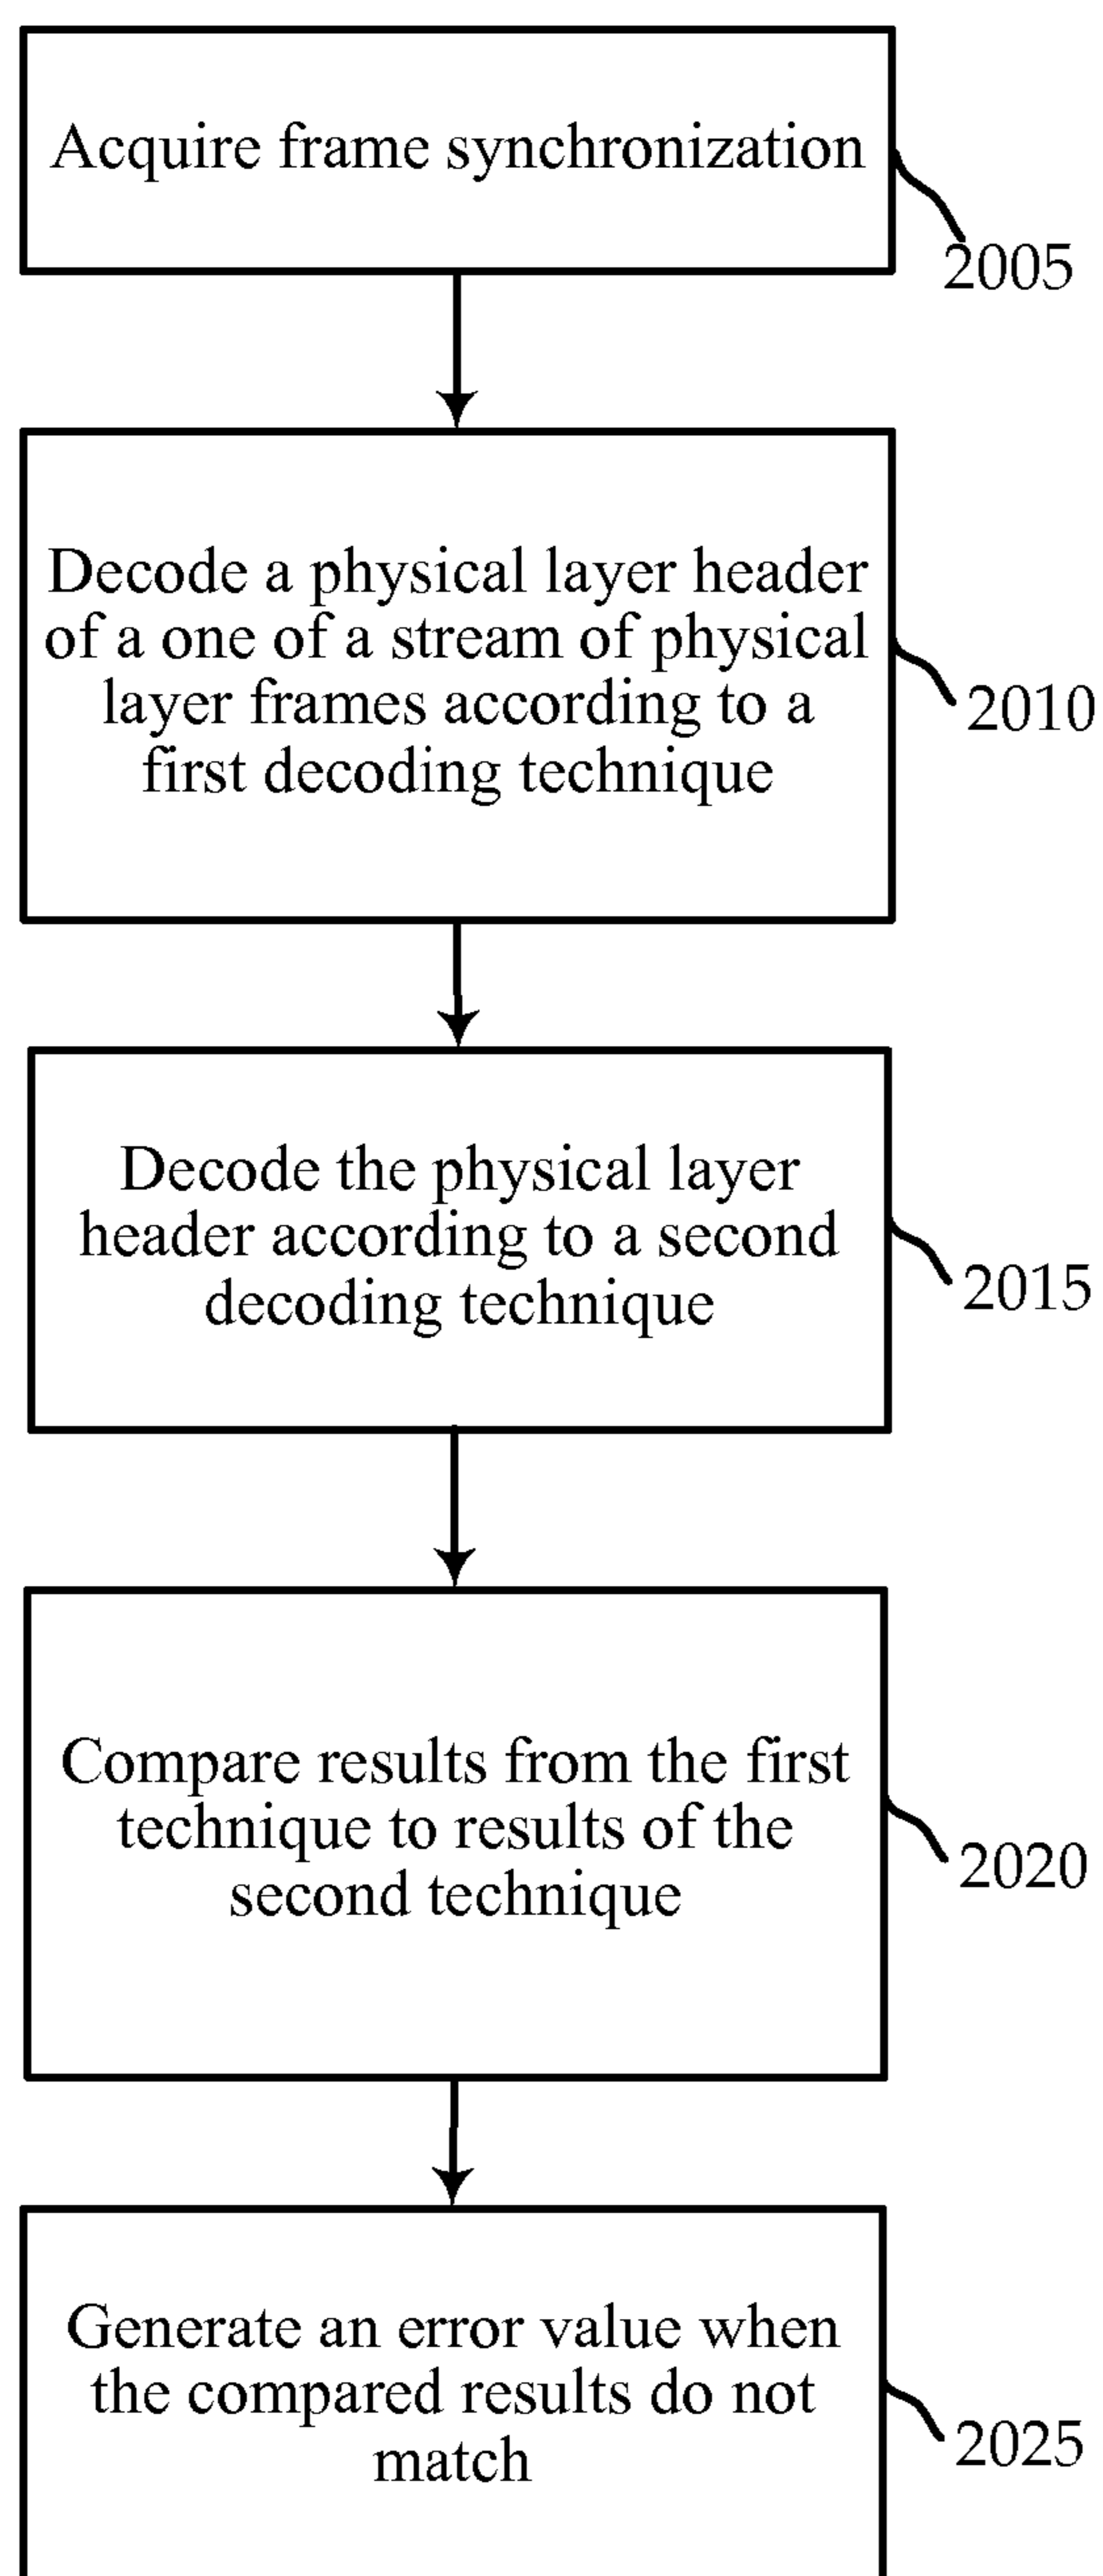 Acquire frame synchronization
2005
Decode a physical layer header
of a one of a stream of physical
layer frames according to a
first decoding technique
2010
Decode the physical layer
header according to a second
decoding technique
2015
Compare results from the first
technique to results of the
second technique
2020
Generate an error value when
the compared results do not
match
2025